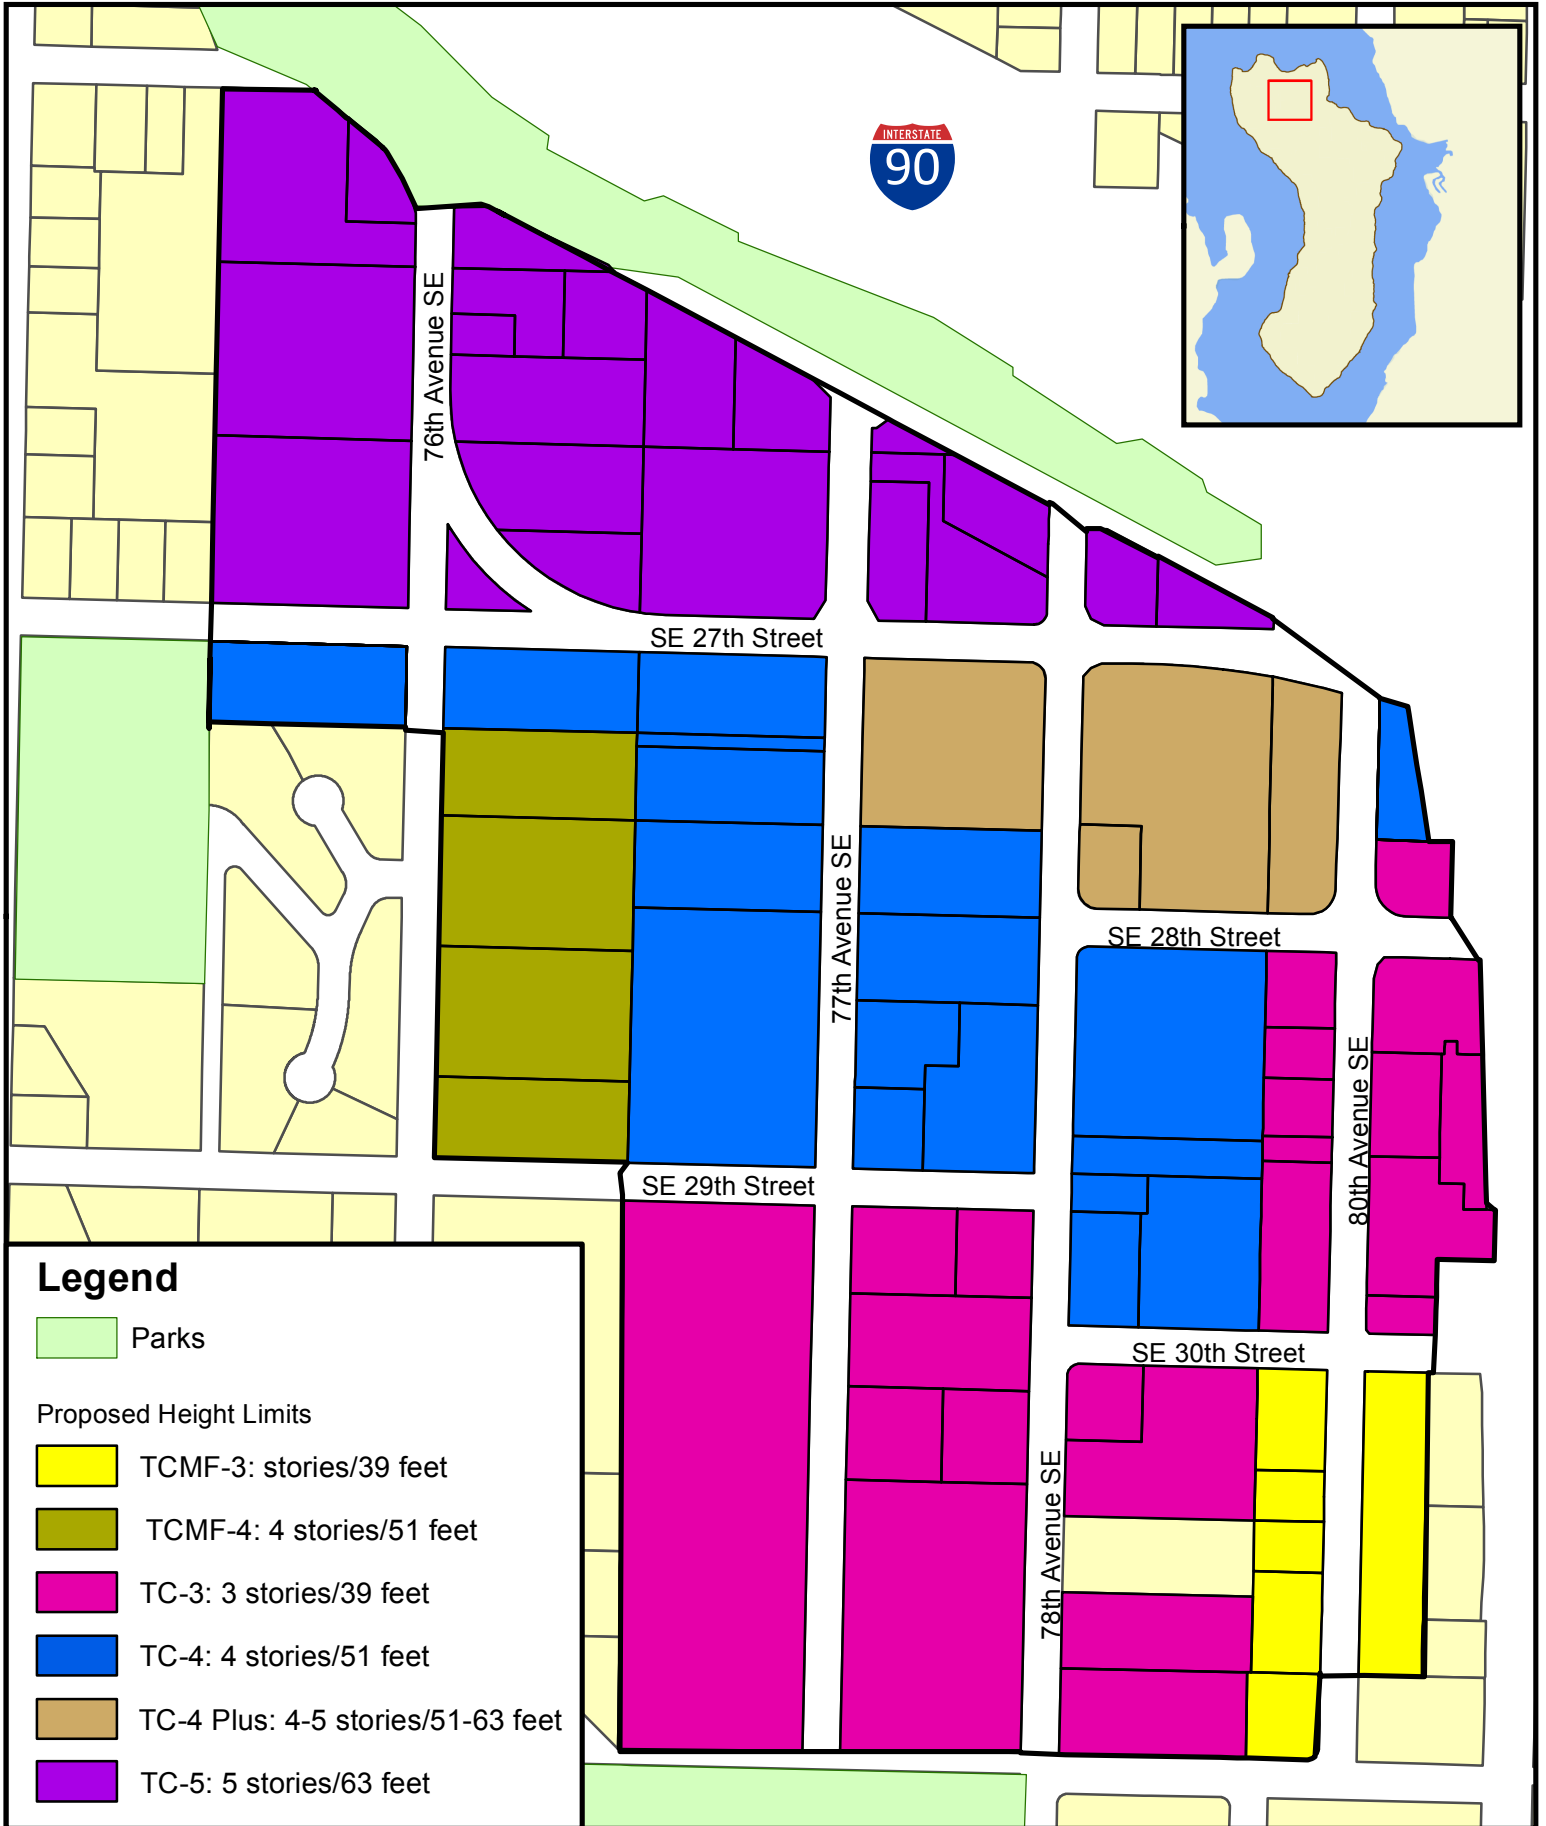 INTERSTATE
90
76th Avenue SE
SE 27th Street
77th Avenue SE
SE 28th Street
80th Avenue SE
SE 29th Street
SE 30th Street
78th Avenue SE
Legend
Parks
Proposed Height Limits
TCMF-3: stories/39 feet
TCMF-4: 4 stories/51 feet
TC-3: 3 stories/39 feet
TC-4: 4 stories/51 feet
TC-4 Plus: 4-5 stories/51-63 feet
TC-5: 5 stories/63 feet